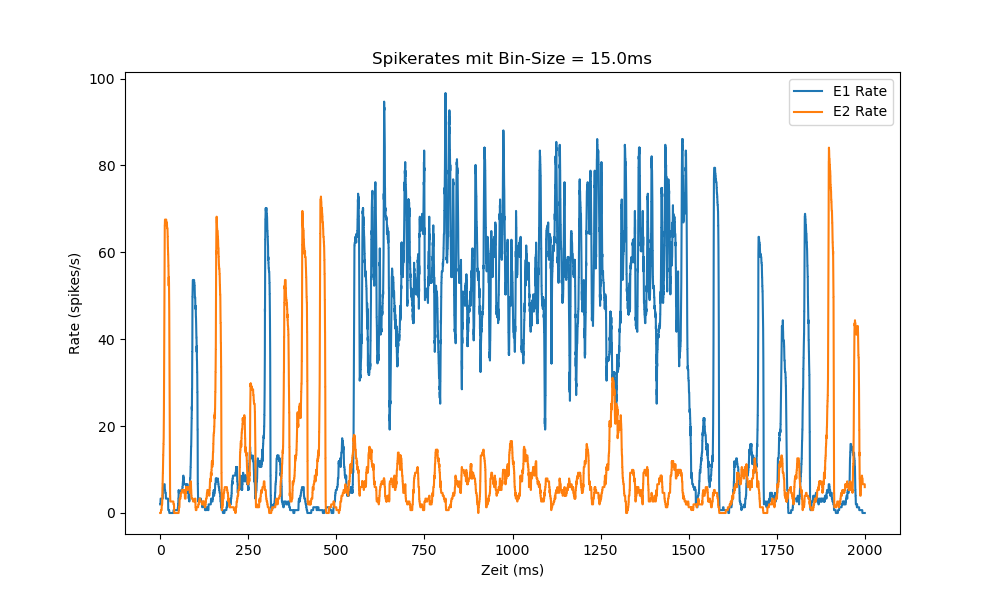 Spikerates mit Bin-Size = 15.0ms
E1 Rate
E2 Rate
100
80
60
40
20
0
Rate (spikes/s)
0 250 500 750 1000 1250 1500 1750 2000
Zeit (ms)